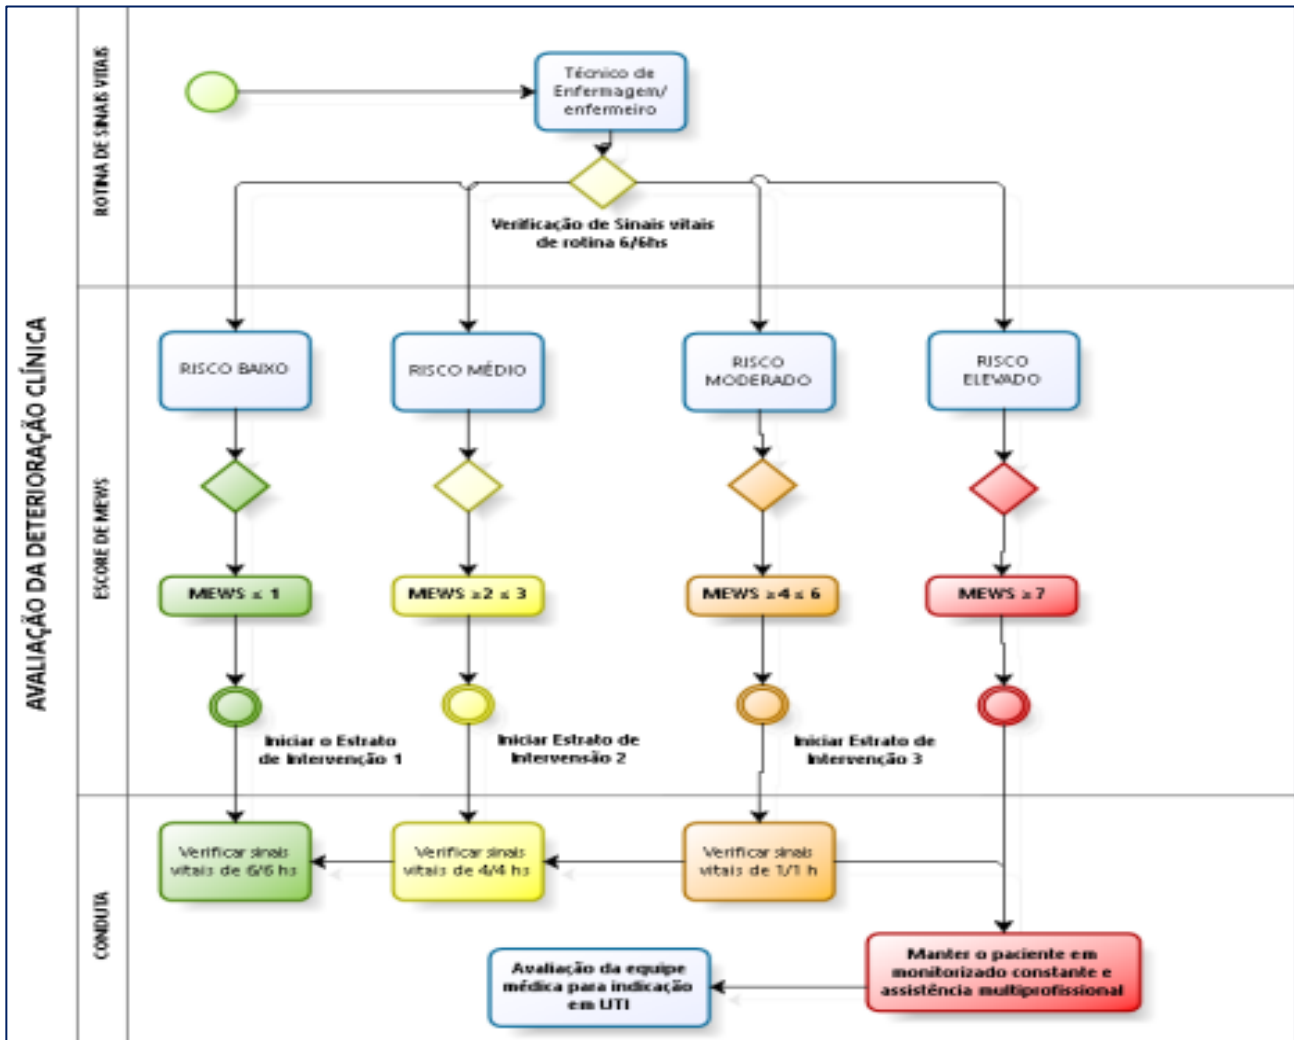 AVALIAÇÃO DA DETERIORAÇÃO CLÍNICA
ROTINA DE SINAIS VITAIS
Técnico de
Enfermagem/
enfermeiro
Verificação de Sinais vitais
de rotina 6/6hs
ESCORE DE MEWS
RISCO BAIXO
RISCO MÉDIO
RISCO
MODERADO
RISCO
ELEVADO
MEWS ≤ 1
MEWS ≥2 ≤ 3
MEWS ≥4 ≤ 6
MEWS ≥ 7
Iniciar o Estrato
de Intervenção 1
Iniciar Estrato de
Intervensão 2
Iniciar Estrato de
Intervenção 3
CONDUTA
Verificar sinais
vitais de 6/6 hs
Verificar sinais
vitais de 4/4 hs
Verificar sinais
vitais de 1/1 h
Manter o paciente em
monitorizado constante e
assistência multiprofissional
Avaliação da equipe
médica para indicação
em UTI